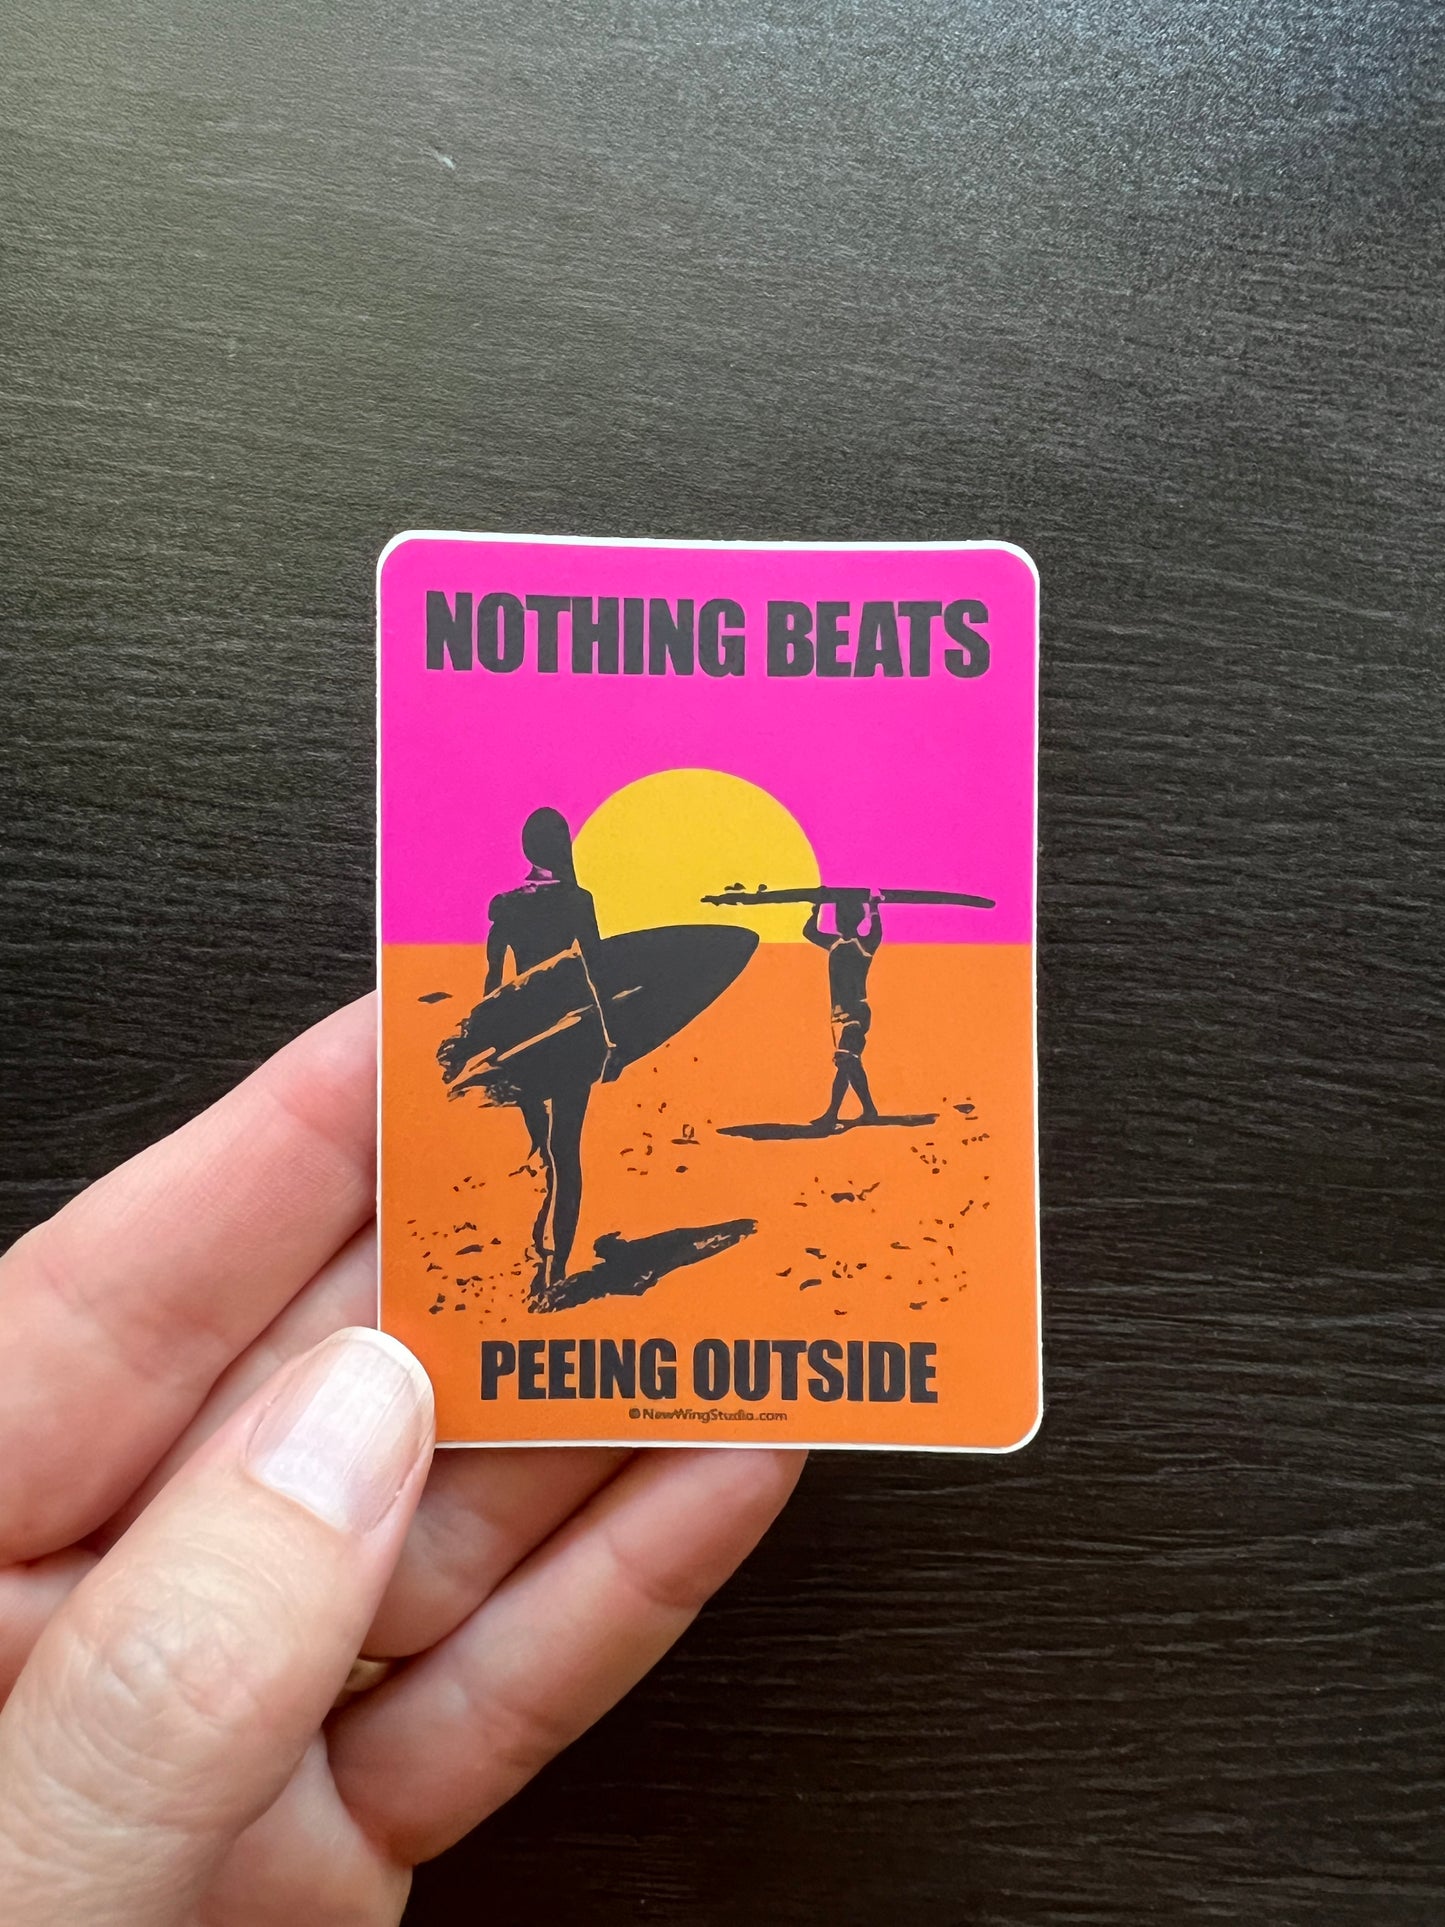 NOTHING BEATS
PEEING OUTSIDE
© NewWingStudio.com